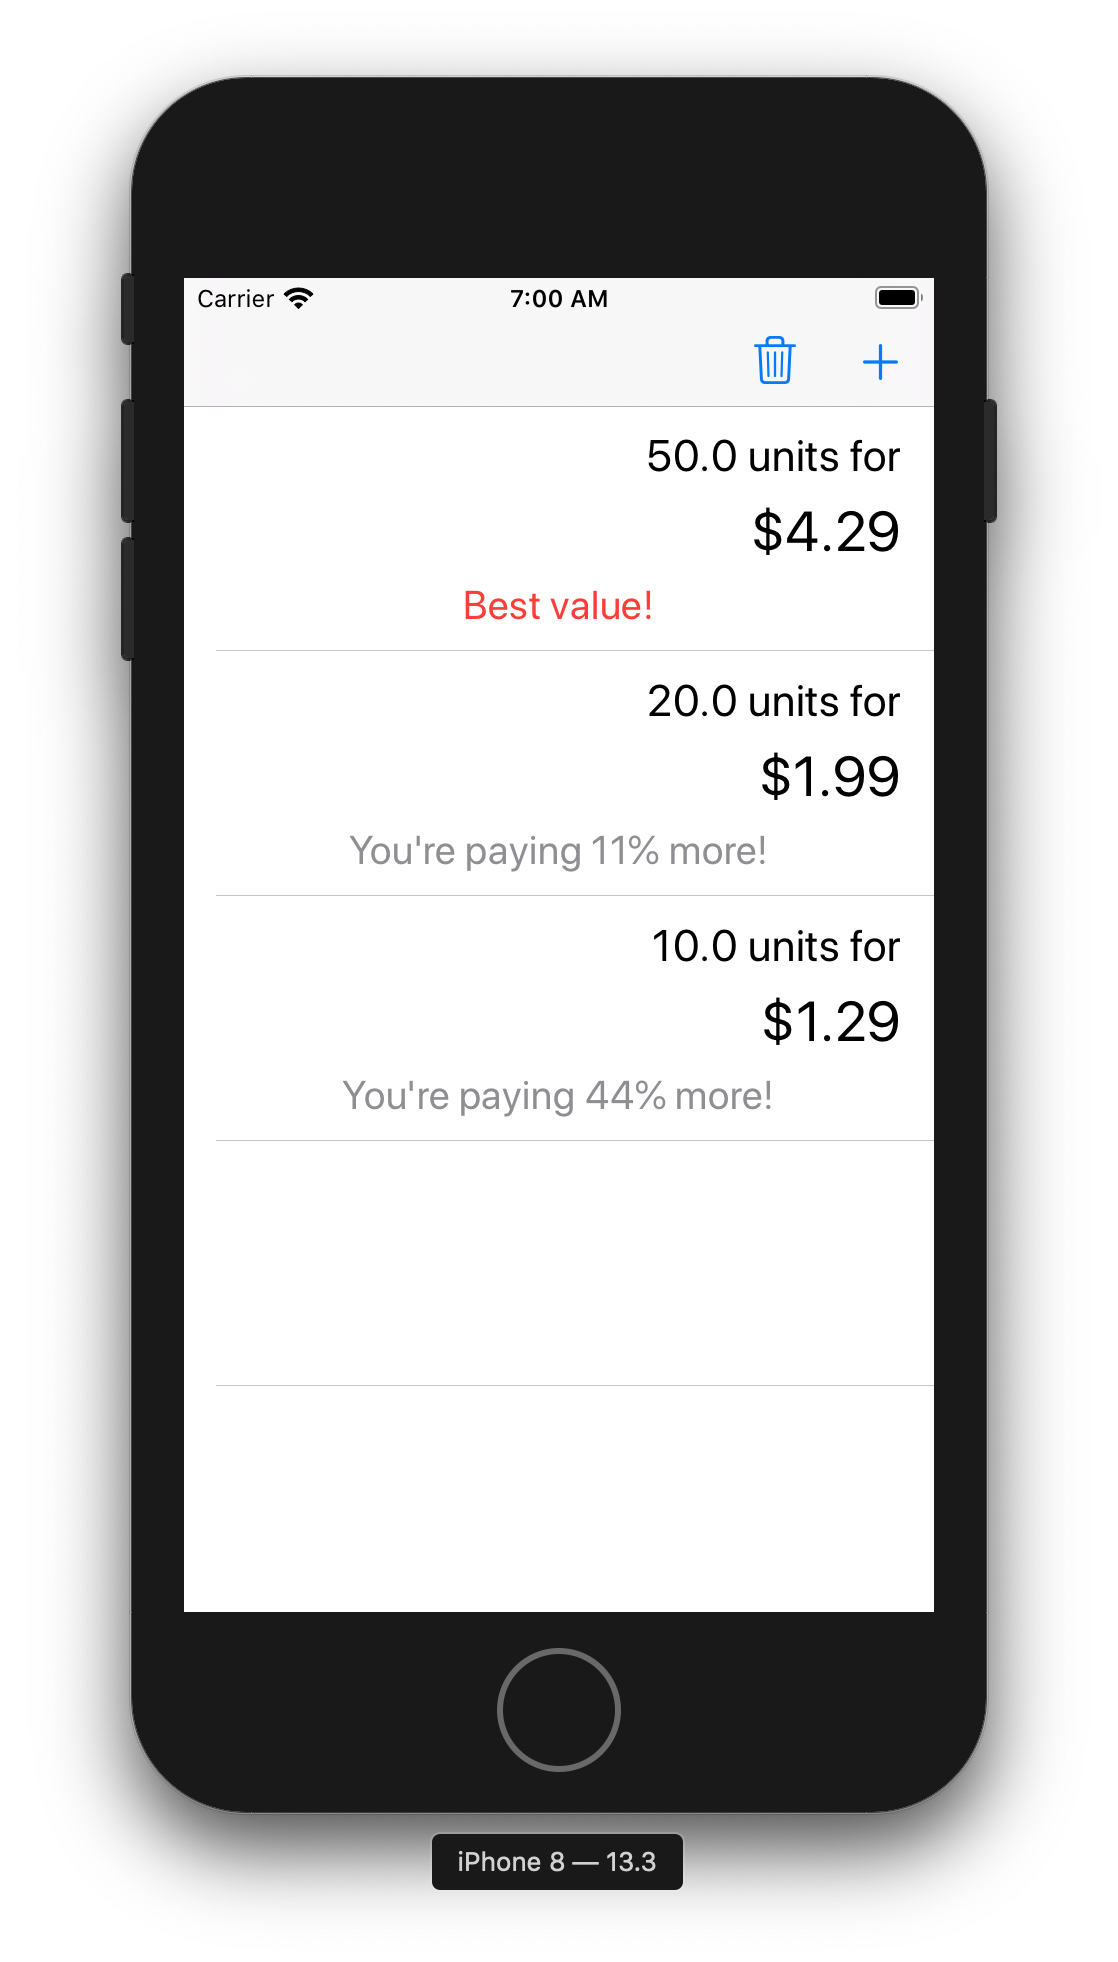 Carrier 7:00 AM
50.0 units for
$4.29
Best value!
20.0 units for
$1.99
You're paying 11% more!
10.0 units for
$1.29
You're paying 44% more!
iPhone 8 — 13.3